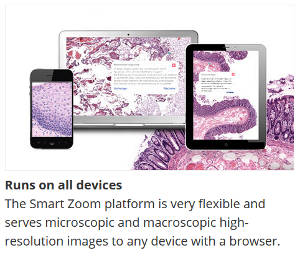 Runs on all devices
The Smart Zoom platform is very flexible and
serves microscopic and macroscopic high-
resolution images to any device with a browser.